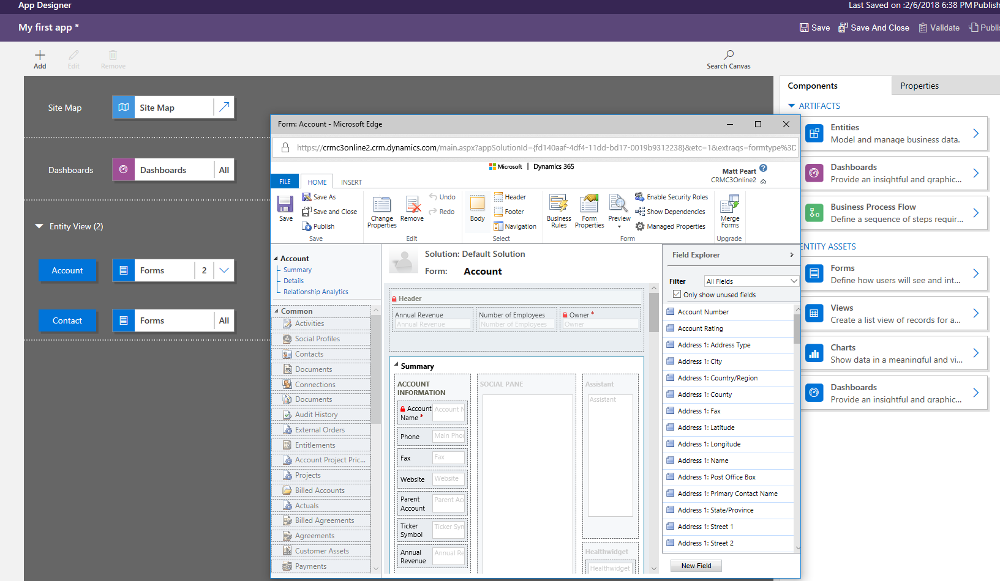 App Designer
Last Saved on :2/6/2018 6:38 PM Publish
My first app *
Save
Save And Close
Validate
Publi
Add
Edit
Remove
Search Canvas
Site Map
Site Map
Dashboards
Dashboards
All
Entity View (2)
Account
Forms
2
Contact
Forms
All
Components
Properties
ARTIFACTS
Entities
Model and manage business data.
Dashboards
Provide an insightful and graphic...
Business Process Flow
Define a sequence of steps requir...
ENTITY ASSETS
Forms
Define how users will see and int...
Views
Create a list view of records for a...
Charts
Show data in a meaningful and vi...
Dashboards
Provide an insightful and graphic...
Form: Account - Microsoft Edge
https://crmc3online2.crm.dynamics.com/main.aspx?appSolutionId={fd140aaf-4df4-11dd-bd17-0019b9312238}&etc=1&extraqs=formtype%3D
Microsoft | Dynamics 365
Matt Peart
CRMC3Online2
FILE
HOME
INSERT
Save
Save As
Save and Close
Publish
Save
Change Properties
Remove
Undo
Redo
Edit
Body
Header
Footer
Navigation
Select
Business Rules
Form Properties
Preview
Enable Security Roles
Show Dependencies
Managed Properties
Form
Merge Forms
Upgrade
Account
Summary
Details
Relationship Analytics
Common
Activities
Social Profiles
Contacts
Documents
Connections
Documents
Audit History
External Orders
Entitlements
Account Project Pric...
Projects
Billed Accounts
Actuals
Billed Agreements
Agreements
Customer Assets
Payments
Solution: Default Solution
Form: Account
Header
Annual Revenue
Annual Revenue
Number of Employees
Number of Employees
Owner *
Owner
Summary
ACCOUNT
INFORMATION
Account Name *
Account N
Phone
Main Phor
Fax
Fax
Website
Website
Parent Account
Parent Acc
Ticker Symbol
Ticker Sym
Annual Revenue
Annual Re
SOCIAL PANE
Assistant
Assistant
Healthwidget
Healthwidget
Field Explorer
Filter
All Fields
Only show unused fields
Account Number
Account Rating
Address 1: Address Type
Address 1: City
Address 1: Country/Region
Address 1: County
Address 1: Fax
Address 1: Latitude
Address 1: Longitude
Address 1: Name
Address 1: Post Office Box
Address 1: Primary Contact Name
Address 1: State/Province
Address 1: Street 1
Address 1: Street 2
New Field